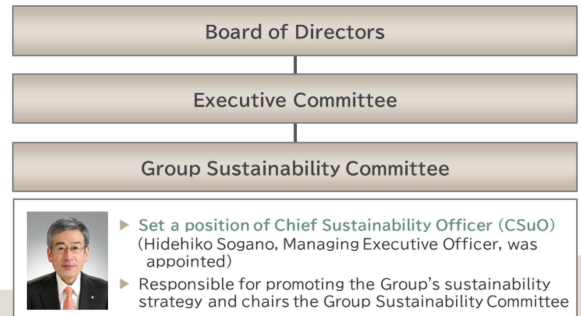 Board of Directors
Executive Committee
Group Sustainability Committee
▶ Set a position of Chief Sustainability Officer (CSuO)
(Hidehiko Sogano, Managing Executive Officer, was
appointed)
▶ Responsible for promoting the Group's sustainability
strategy and chairs the Group Sustainability Committee